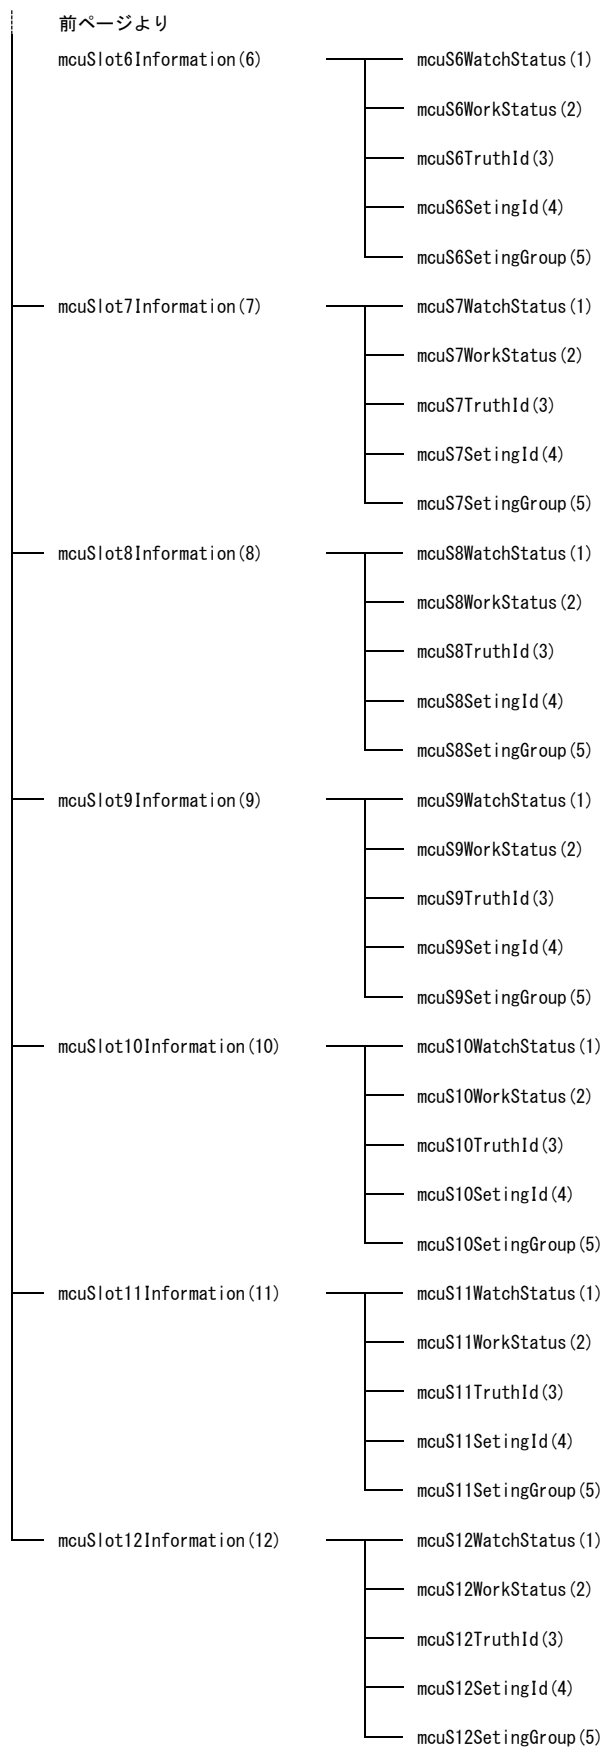 前ページより
mcuSlot6Information(6) mcuS6WatchStatus(1)
mcuS6WorkStatus(2)
mcuS6TruthId(3)
mcuS6SetingId(4)
mcuS6SetingGroup(5)
mcuSlot7Information(7) mcuS7WatchStatus(1)
mcuS7WorkStatus(2)
mcuS7TruthId(3)
mcuS7SetingId(4)
mcuS7SetingGroup(5)
mcuSlot8Information(8) mcuS8WatchStatus(1)
mcuS8WorkStatus(2)
mcuS8TruthId(3)
mcuS8SetingId(4)
mcuS8SetingGroup(5)
mcuSlot9Information(9) mcuS9WatchStatus(1)
mcuS9WorkStatus(2)
mcuS9TruthId(3)
mcuS9SetingId(4)
mcuS9SetingGroup(5)
mcuSlot10Information(10) mcuS10WatchStatus(1)
mcuS10WorkStatus(2)
mcuS10TruthId(3)
mcuS10SetingId(4)
mcuS10SetingGroup(5)
mcuSlot11Information(11) mcuS11WatchStatus(1)
mcuS11WorkStatus(2)
mcuS11TruthId(3)
mcuS11SetingId(4)
mcuS11SetingGroup(5)
mcuSlot12Information(12) mcuS12WatchStatus(1)
mcuS12WorkStatus(2)
mcuS12TruthId(3)
mcuS12SetingId(4)
mcuS12SetingGroup(5)